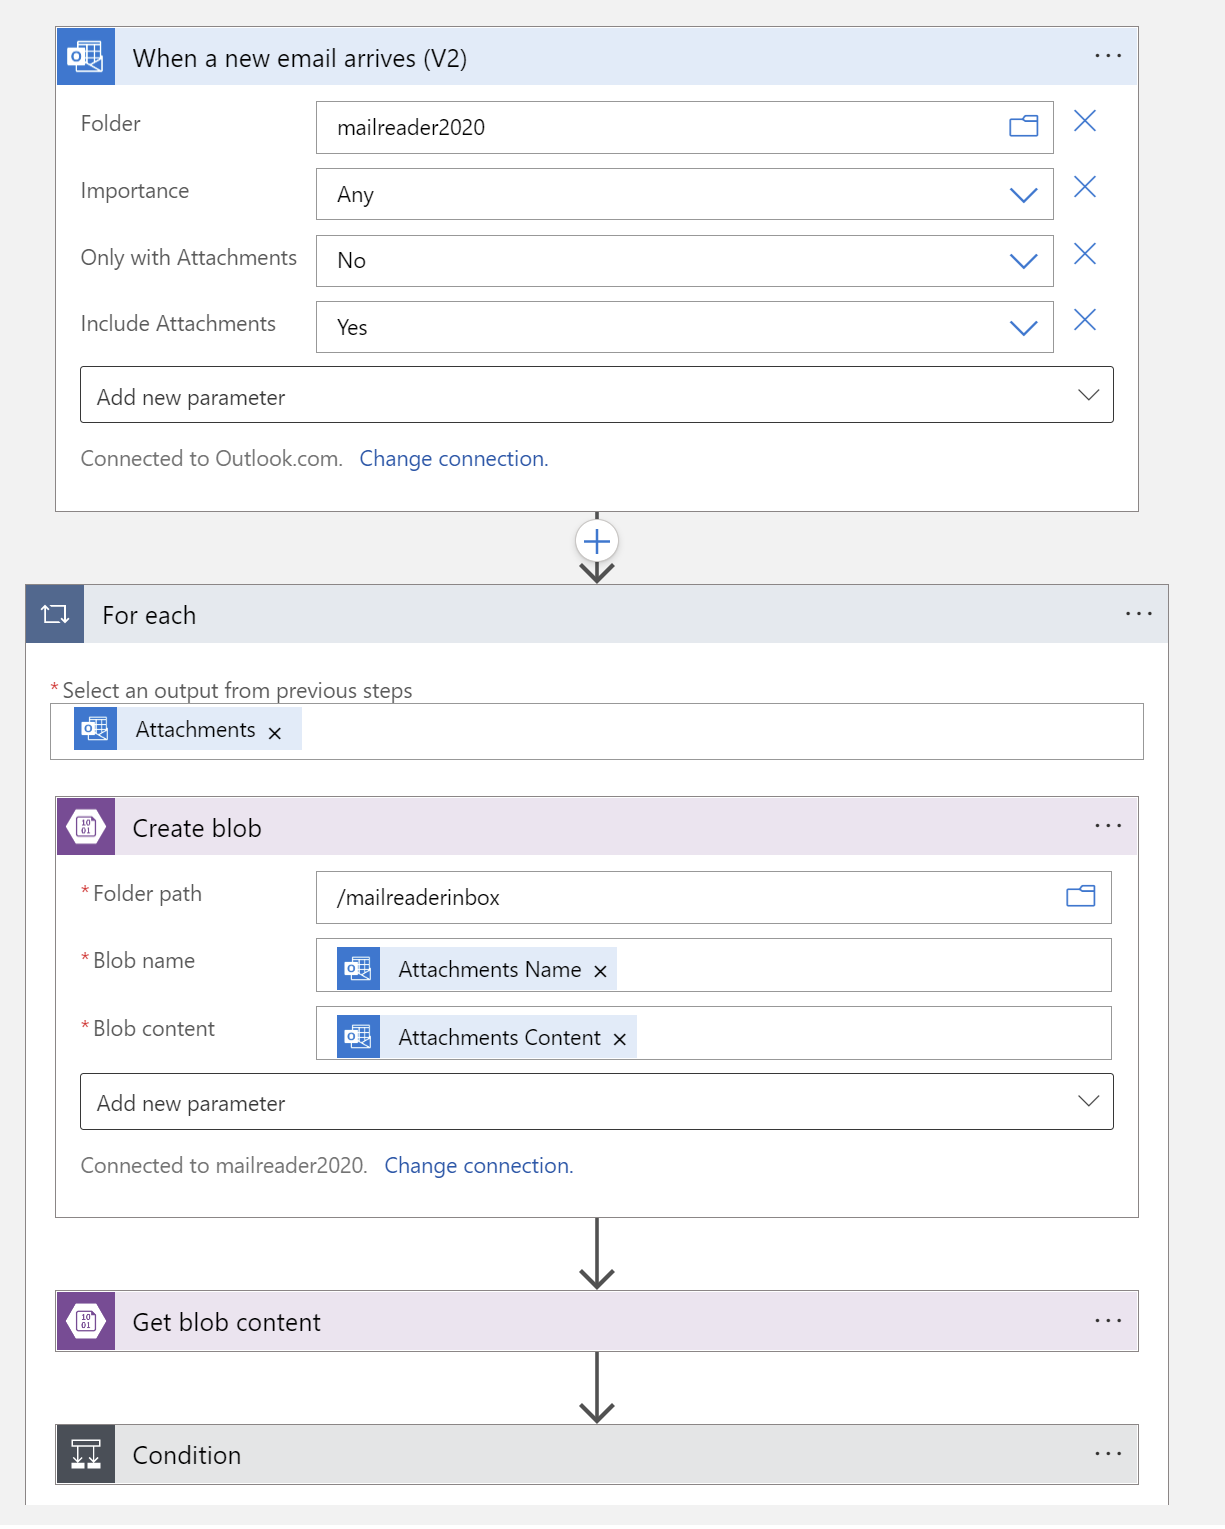 When a new email arrives (V2)
Folder
mailreader2020
Importance
Any
Only with Attachments
No
Include Attachments
Yes
Add new parameter
Connected to Outlook.com. Change connection.
For each
* Select an output from previous steps
Attachments ×
Create blob
* Folder path
/mailreaderinbox
* Blob name
Attachments Name ×
* Blob content
Attachments Content ×
Add new parameter
Connected to mailreader2020. Change connection.
Get blob content
Condition